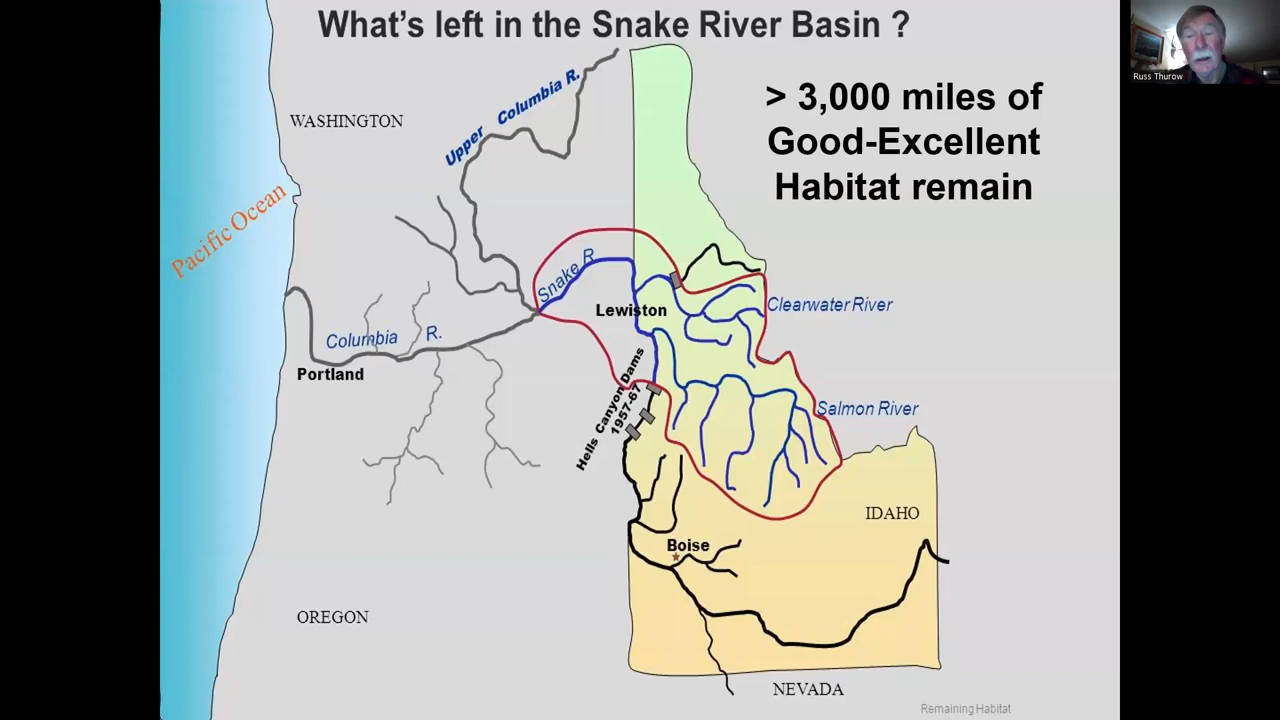 What's left in the Snake River Basin ?
Russ Thurow
> 3,000 miles of
Good-Excellent
Habitat remain
Upper Columbia R.
WASHINGTON
Pacific Ocean
Snake R.
Lewiston
Clearwater River
Columbia R.
Portland
Hells Canyon Dams
1957-67
Salmon River
IDAHO
Boise
OREGON
NEVADA
Remaining Habitat